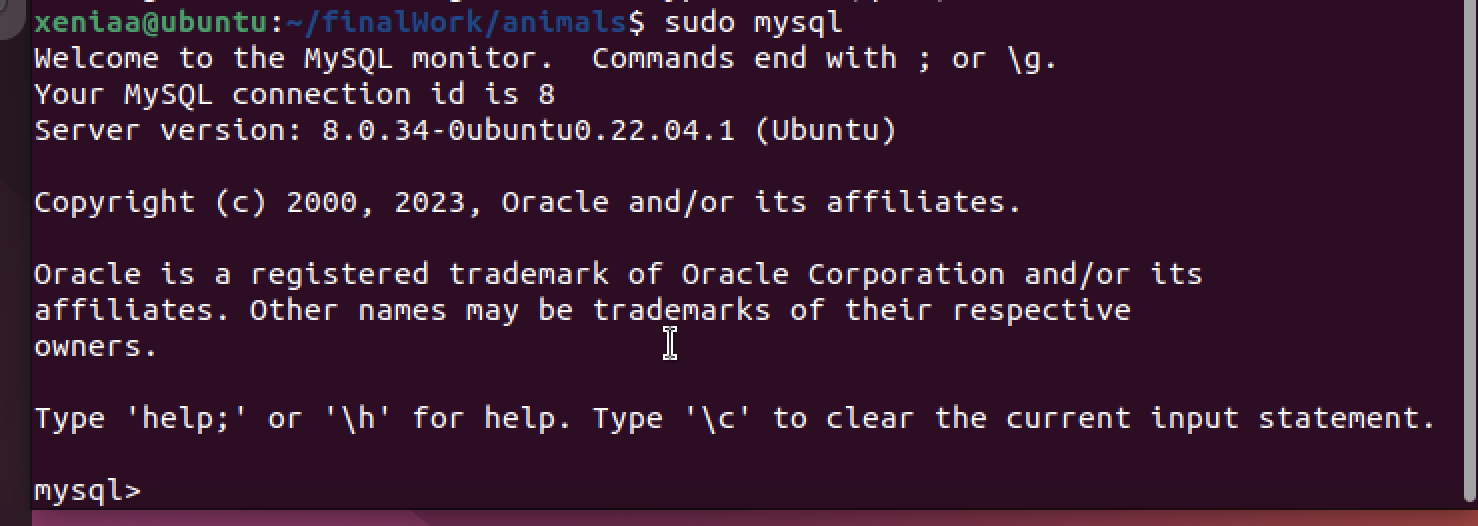 xeniaa@ubuntu:~/finalWork/animals$ sudo mysql
Welcome to the MySQL monitor.  Commands end with ; or \g.
Your MySQL connection id is 8
Server version: 8.0.34-0ubuntu0.22.04.1 (Ubuntu)
Copyright (c) 2000, 2023, Oracle and/or its affiliates.
Oracle is a registered trademark of Oracle Corporation and/or its
affiliates. Other names may be trademarks of their respective
owners.
Type 'help;' or '\h' for help. Type '\c' to clear the current input statement.
mysql>